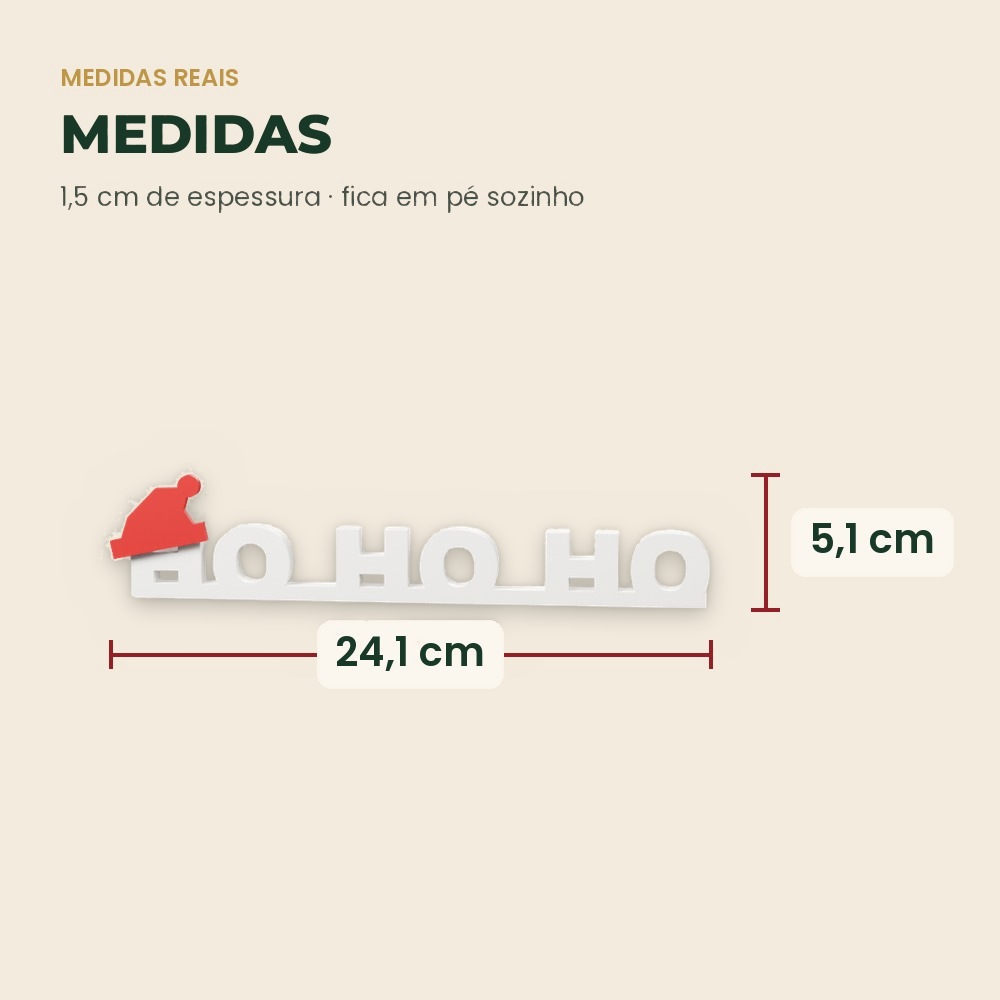 MEDIDAS REAIS
MEDIDAS
1,5 cm de espessura · fica em pé sozinho
HO HO HO
5,1 cm
24,1 cm